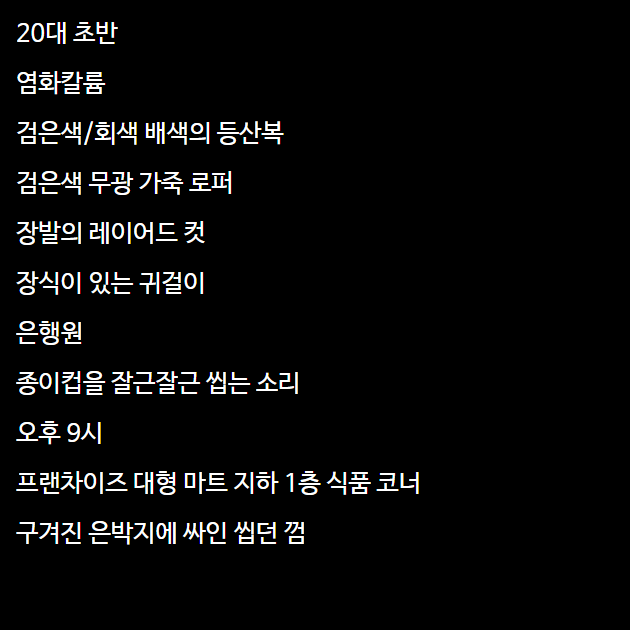 20대 초반
염화칼륨
검은색/회색 배색의 등산복
검은색 무광 가죽 로퍼
장발의 레이어드 컷
장식이 있는 귀걸이
은행원
종이컵을 잘근잘근 씹는 소리
오후 9시
프랜차이즈 대형 마트 지하 1층 식품 코너
구겨진 은박지에 싸인 씹던 껌